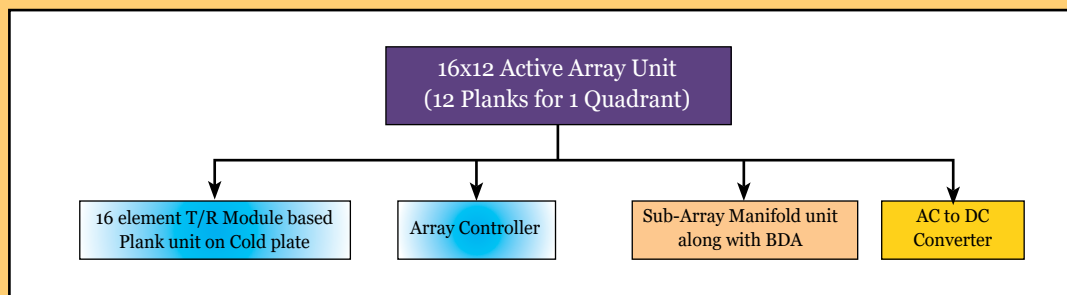 16x12 Active Array Unit
(12 Planks for 1 Quadrant)
16 element T/R Module based
Plank unit on Cold plate
Array Controller
Sub-Array Manifold unit
along with BDA
AC to DC
Converter